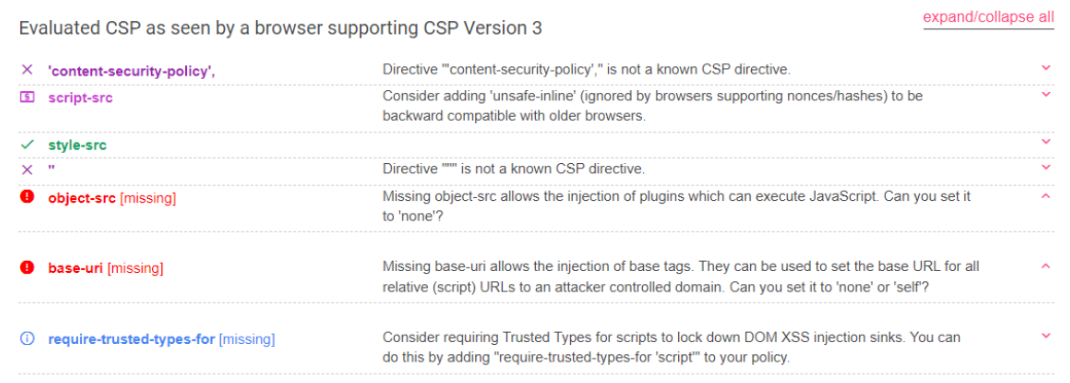 expand/collapse all
Evaluated CSP as seen by a browser supporting CSP Version 3
'content-security-policy', Directive "'content-security-policy'," is not a known CSP directive.
script-src Consider adding 'unsafe-inline' (ignored by browsers supporting nonces/hashes) to be
backward compatible with older browsers.
style-src
'' Directive "''" is not a known CSP directive.
object-src [missing] Missing object-src allows the injection of plugins which can execute JavaScript. Can you set it
to 'none'?
base-uri [missing] Missing base-uri allows the injection of base tags. They can be used to set the base URL for all
relative (script) URLs to an attacker controlled domain. Can you set it to 'none' or 'self'?
require-trusted-types-for [missing] Consider requiring Trusted Types for scripts to lock down DOM XSS injection sinks. You can
do this by adding "require-trusted-types-for 'script'" to your policy.